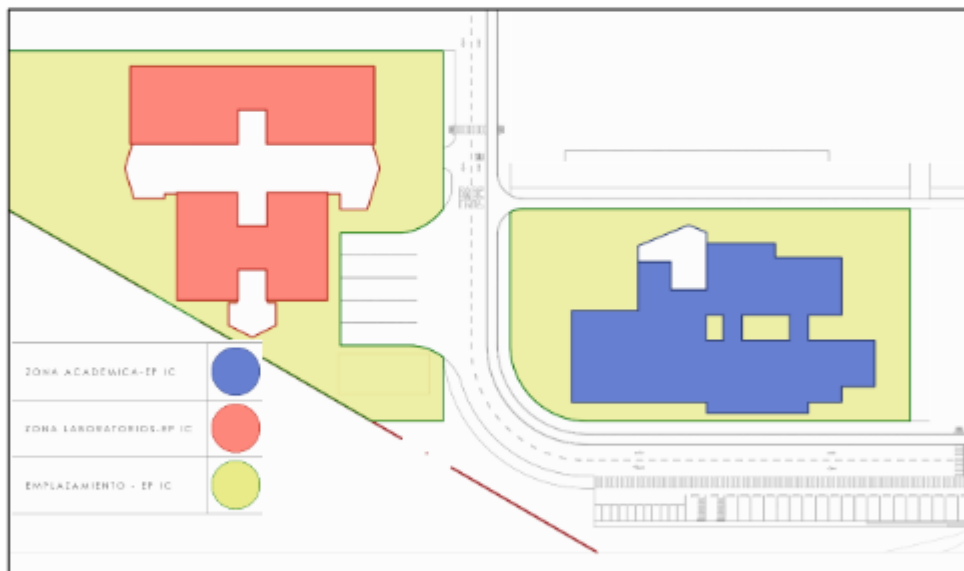 ZONA ACADEMICA-EP IC
ZONA LABORATORIOS-EP IC
EMPLAZAMIENTO - EP IC